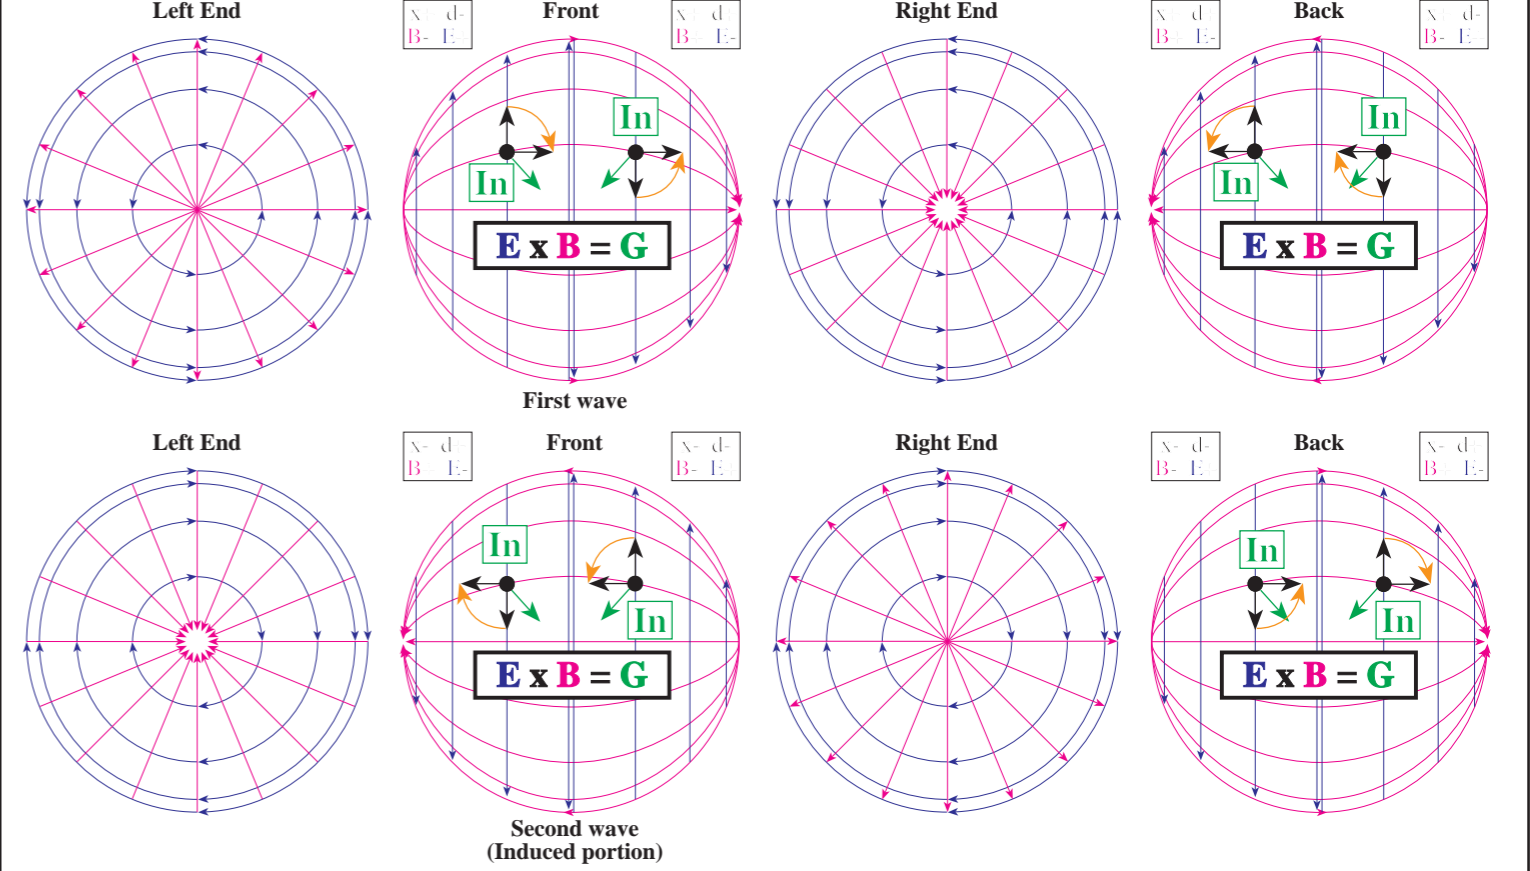 Left End
Front
Right End
Back
In
In
In
In
E x B = G
E x B = G
First wave
Left End
Front
Right End
Back
In
In
In
In
E x B = G
E x B = G
Second wave
(Induced portion)